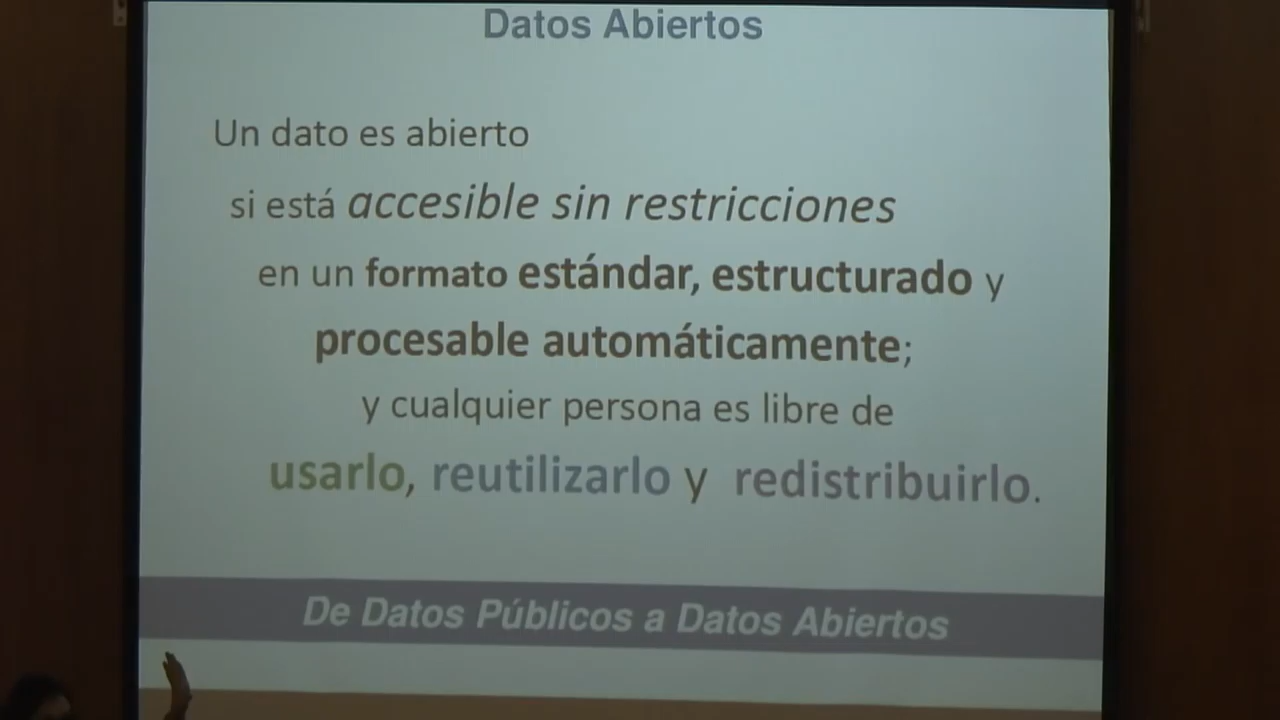 Datos Abiertos
Un dato es abierto
si está accesible sin restricciones
en un formato estándar, estructurado y
procesable automáticamente;
y cualquier persona es libre de
usarlo, reutilizarlo y redistribuirlo.
De Datos Públicos a Datos Abiertos